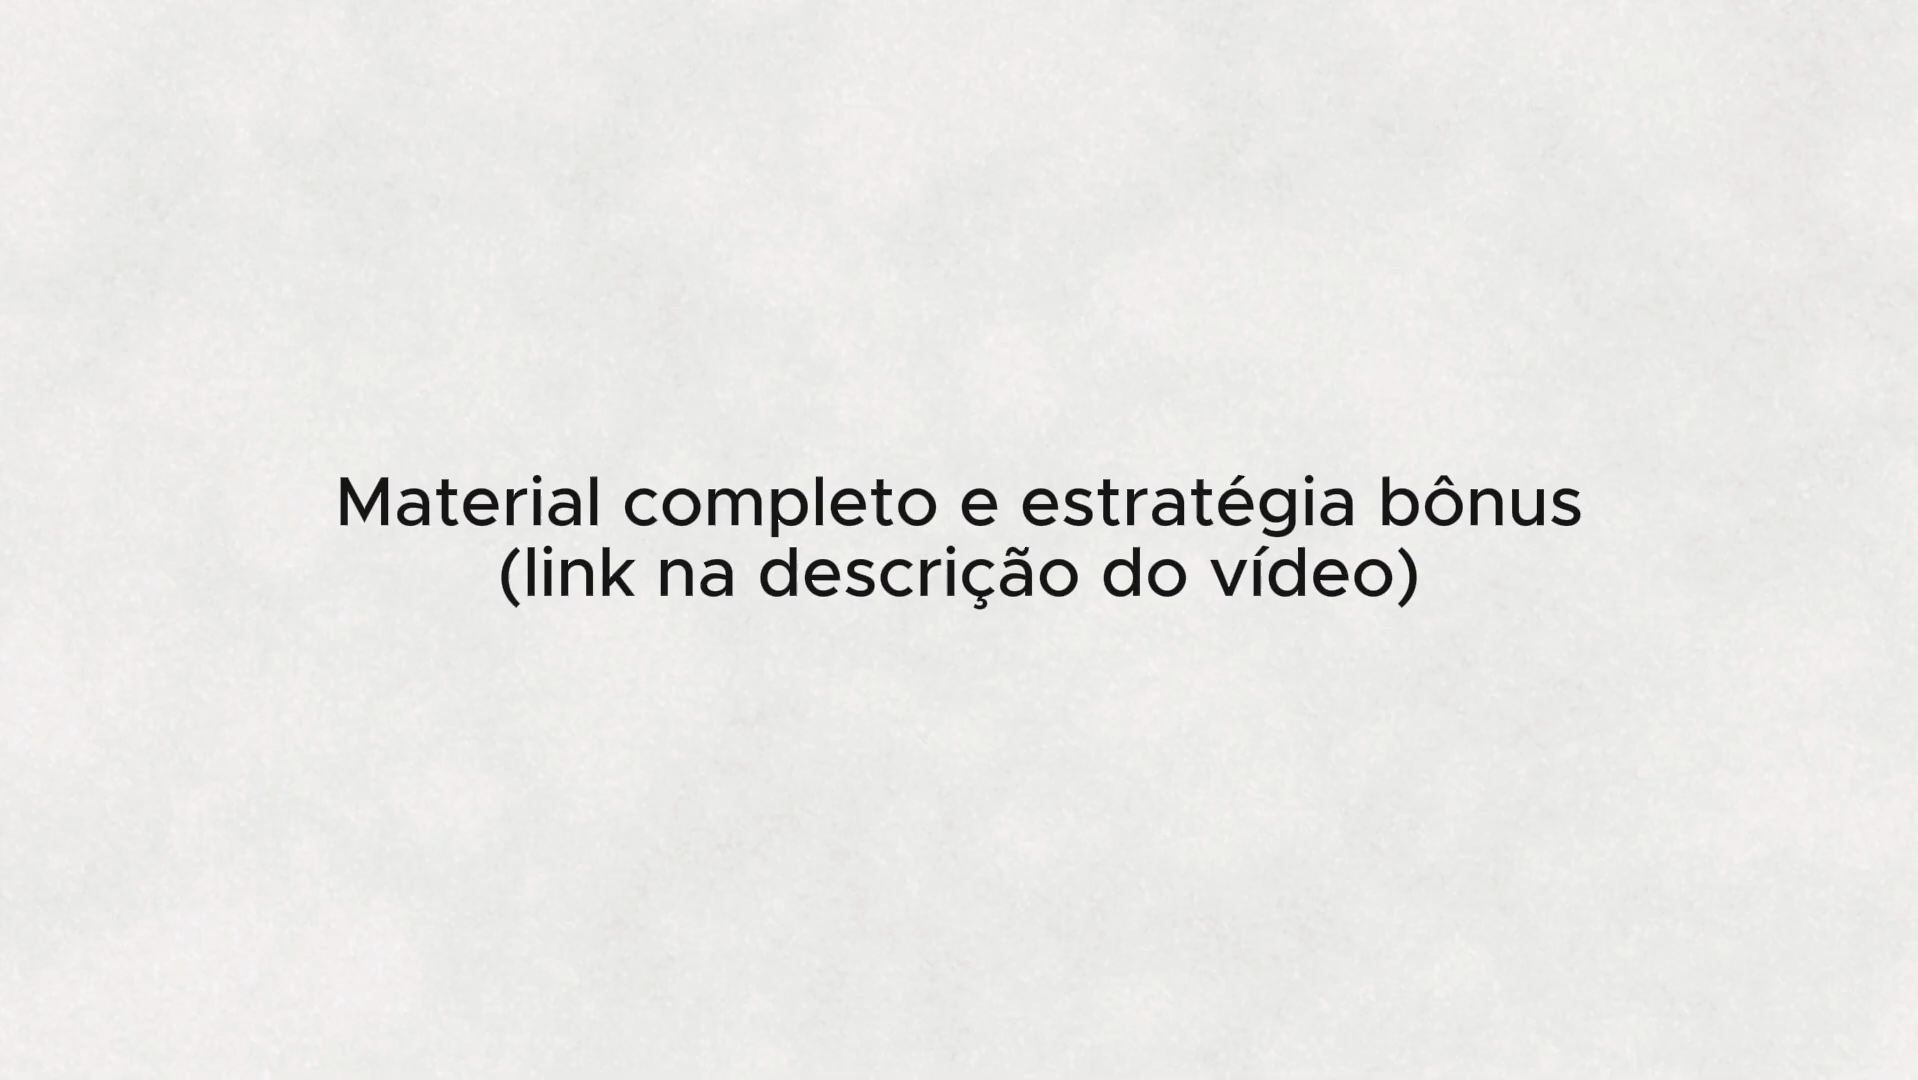 Material completo e estratégia bônus
(link na descrição do vídeo)